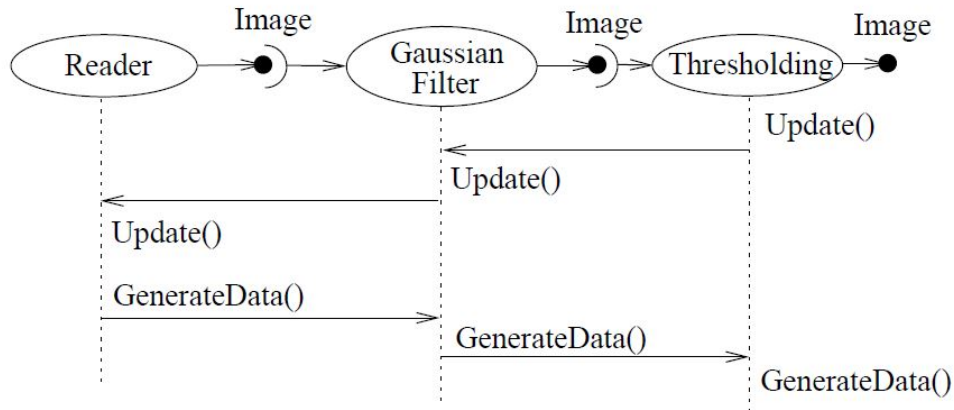 Image
Image
Image
Reader
Gaussian
Filter
Thresholding
Update()
Update()
Update()
GenerateData()
GenerateData()
GenerateData()